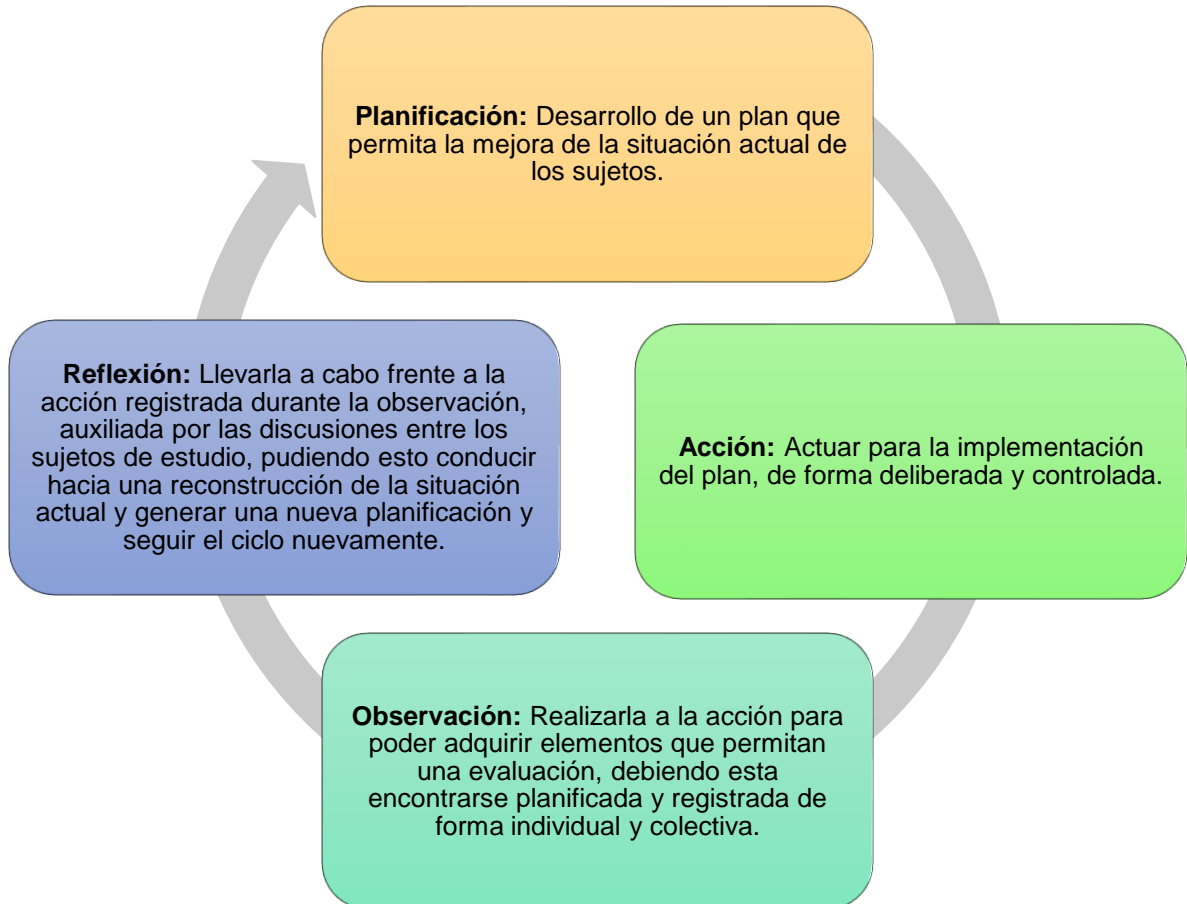 Planificación: Desarrollo de un plan que
permita la mejora de la situación actual de
los sujetos.
Acción: Actuar para la implementación
del plan, de forma deliberada y controlada.
Observación: Realizarla a la acción para
poder adquirir elementos que permitan
una evaluación, debiendo esta
encontrarse planificada y registrada de
forma individual y colectiva.
Reflexión: Llevarla a cabo frente a la
acción registrada durante la observación,
auxiliada por las discusiones entre los
sujetos de estudio, pudiendo esto conducir
hacia una reconstrucción de la situación
actual y generar una nueva planificación y
seguir el ciclo nuevamente.